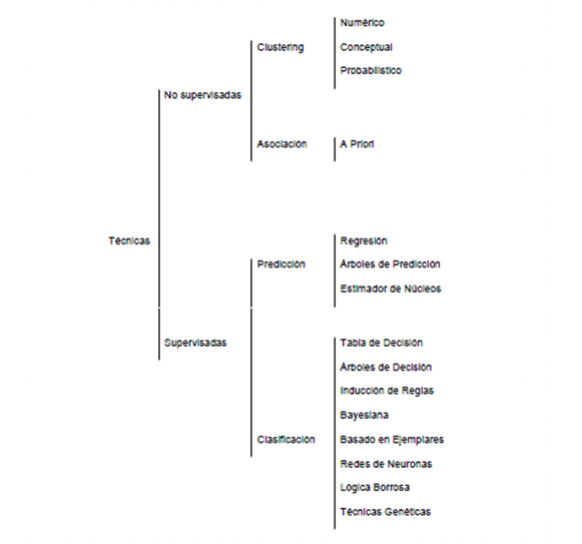 Técnicas
No supervisadas
Clustering
Numérico
Conceptual
Probabilístico
Asociación
A Priori
Supervisadas
Predicción
Regresión
Árboles de Predicción
Estimador de Núcleos
Clasificación
Tabla de Decisión
Árboles de Decisión
Inducción de Reglas
Bayesiana
Basado en Ejemplares
Redes de Neuronas
Lógica Borrosa
Técnicas Genéticas